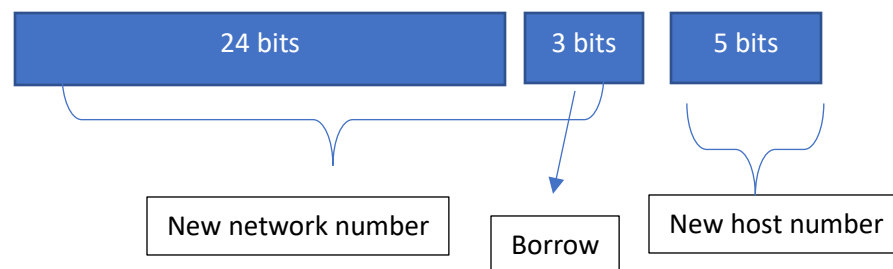 24 bits
3 bits
5 bits
New network number
Borrow
New host number